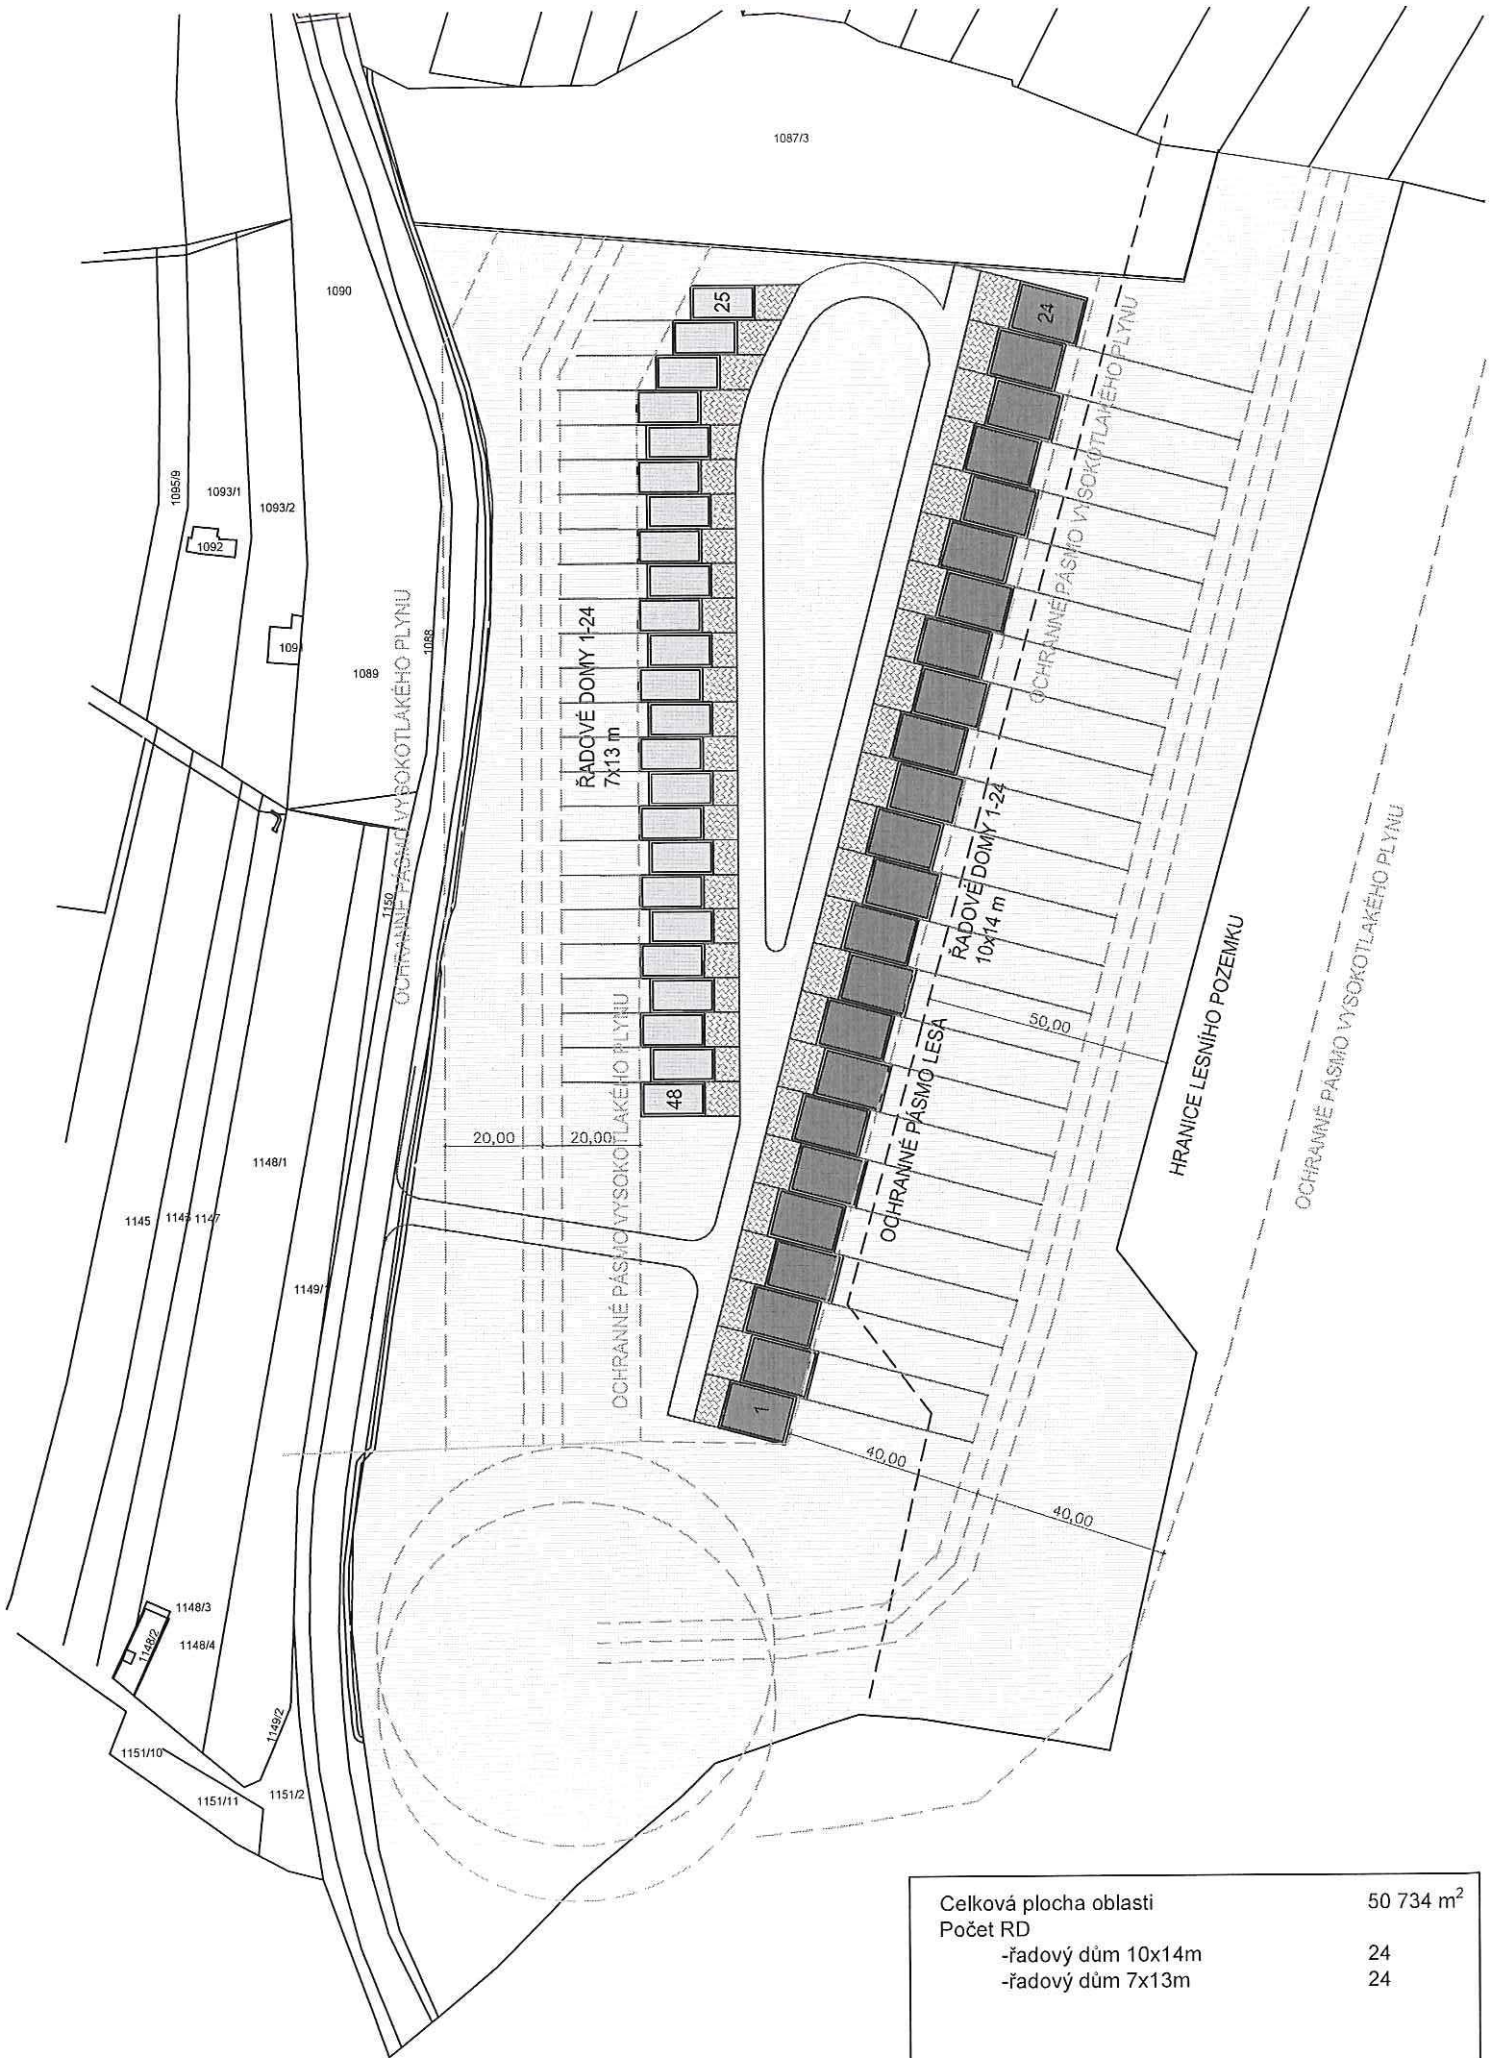 1087/3
1090
25
24
OCHRANNÉ PÁSMO VYSOKOTLAKÉHO PLYNU
1095/9
1093/1
1093/2
1092
109
1089
1088
OCHRANNÉ PÁSMO VYSOKOTLAKÉHO PLYNU
ŘADOVÉ DOMY 1-24
7x13 m
ŘADOVÉ DOMY 1-24
10x14 m
1150
OCHRANNÉ PÁSMO LESA
50,00
HRANICE LESNÍHO POZEMKU
OCHRANNÉ PÁSMO VYSOKOTLAKÉHO PLYNU
48
20,00
20,00
OCHRANNÉ PÁSMO VYSOKOTLAKÉHO PLYNU
1148/1
1145
1147
1149/
1
40,00
40,00
1148/3
1148/2
1148/4
1149/2
1151/10
1151/11
1151/2
Celková plocha oblasti 50 734 m²
Počet RD
-řadový dům 10x14m 24
-řadový dům 7x13m 24